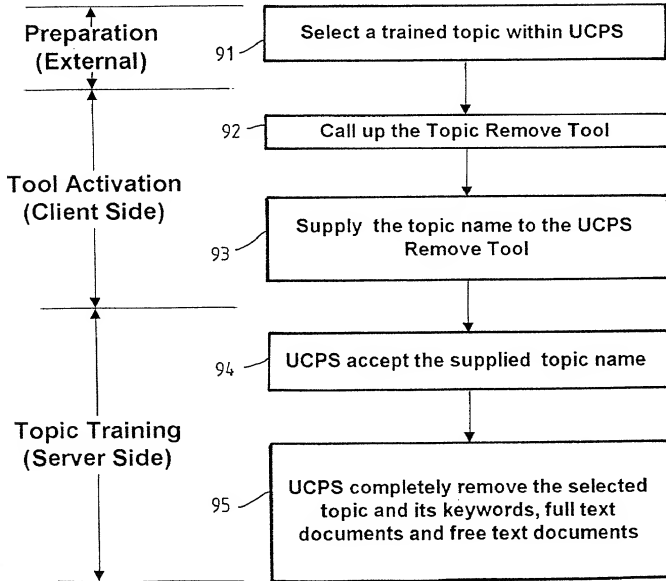 Preparation
(External)
91
Select a trained topic within UCPS
92
Call up the Topic Remove Tool
Tool Activation
(Client Side)
93
Supply the topic name to the UCPS
Remove Tool
94
UCPS accept the supplied topic name
Topic Training
(Server Side)
95
UCPS completely remove the selected
topic and its keywords, full text
documents and free text documents